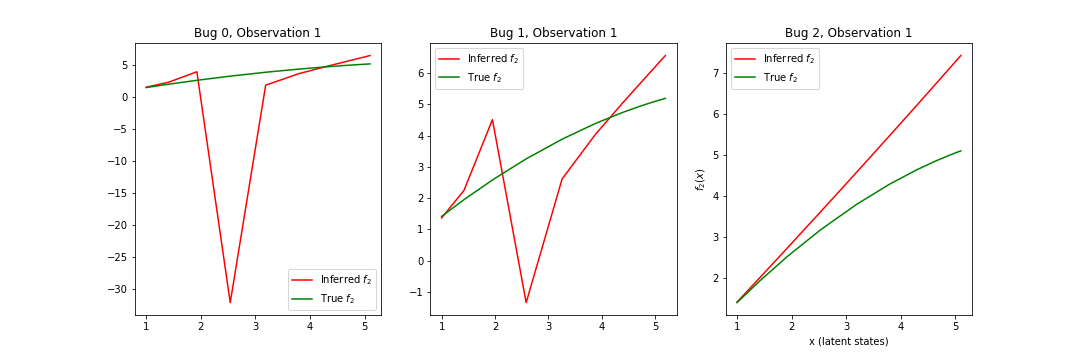 Bug 0, Observation 1
5
0
−5
−10
−15
−20
−25
−30
Inferred f₂
True f₂
1 2 3 4 5
Bug 1, Observation 1
Inferred f₂
True f₂
6
5
4
3
2
1
0
−1
1 2 3 4 5
Bug 2, Observation 1
Inferred f₂
True f₂
7
6
5
4
3
2
f₂(x)
1 2 3 4 5
x (latent states)